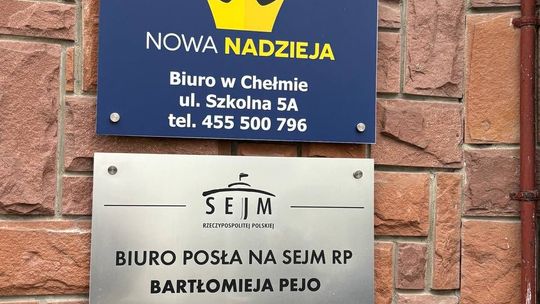 NOWA NADZIEJA
Biuro w Chełmie
ul. Szkolna 5A
tel. 455 500 796
SEJM
RZECZYPOSPOLITEJ POLSKIEJ
BIURO POSŁA NA SEJM RP
BARTŁOMIEJA PEJO